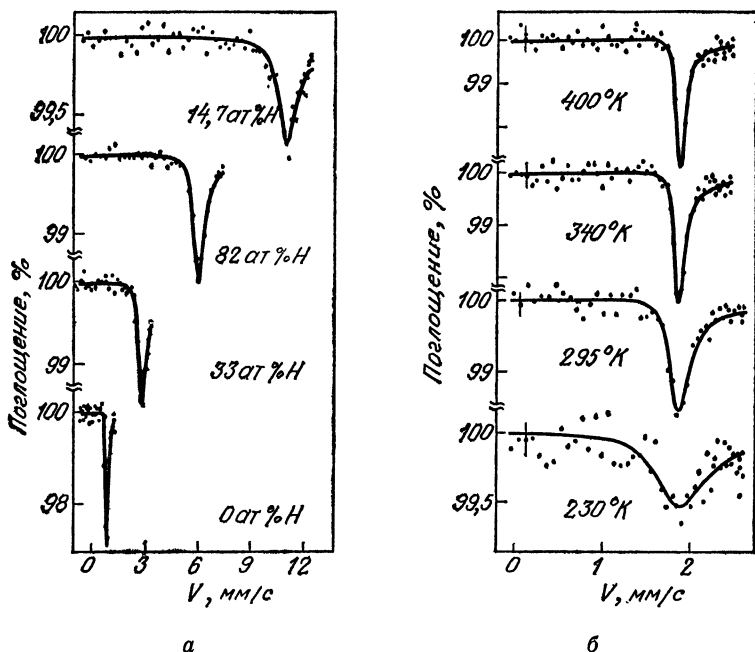 100
99,5
14,7 ат %H
100
99
82 ат %H
100
99
33 ат %H
100
98
0 ат %H
Поглощение, %
0 3 6 9 12
V, мм/с
а
100
99
400°K
100
99
340°K
100
99
295°K
100
99,5
230°K
Поглощение, %
0 1 2
V, мм/с
б